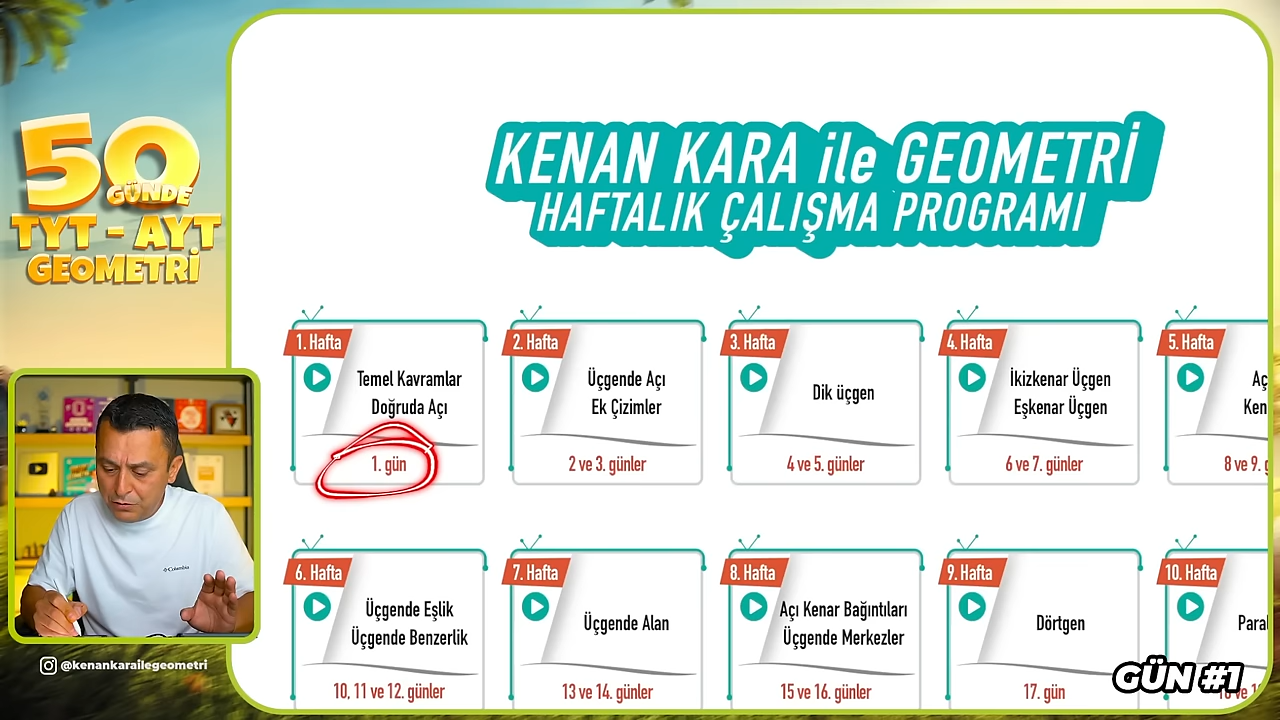 50
GÜNDE
TYT - AYT
GEOMETRİ
KENAN KARA ile GEOMETRİ
HAFTALIK ÇALIŞMA PROGRAMI
1. Hafta
Temel Kavramlar
Doğruda Açı
1. gün
2. Hafta
Üçgende Açı
Ek Çizimler
2 ve 3. günler
3. Hafta
Dik üçgen
4 ve 5. günler
4. Hafta
İkizkenar Üçgen
Eşkenar Üçgen
6 ve 7. günler
5. Hafta
Aç
Ken
8 ve 9. g
6. Hafta
Üçgende Eşlik
Üçgende Benzerlik
10, 11 ve 12. günler
7. Hafta
Üçgende Alan
13 ve 14. günler
8. Hafta
Açı Kenar Bağıntıları
Üçgende Merkezler
15 ve 16. günler
9. Hafta
Dörtgen
17. gün
10. Hafta
Paral
Columbia
@kenankarailegeometri
GÜN #1